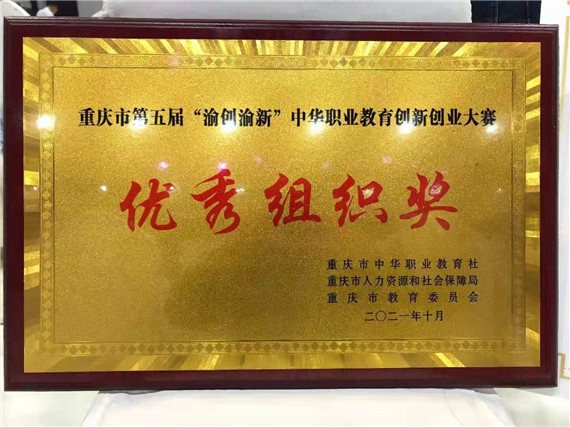 重庆市第五届“渝创渝新”中华职业教育创新创业大赛
优秀组织奖
重庆市中华职业教育社
重庆市人力资源和社会保障局
重庆市教育委员会
二〇二一年十月